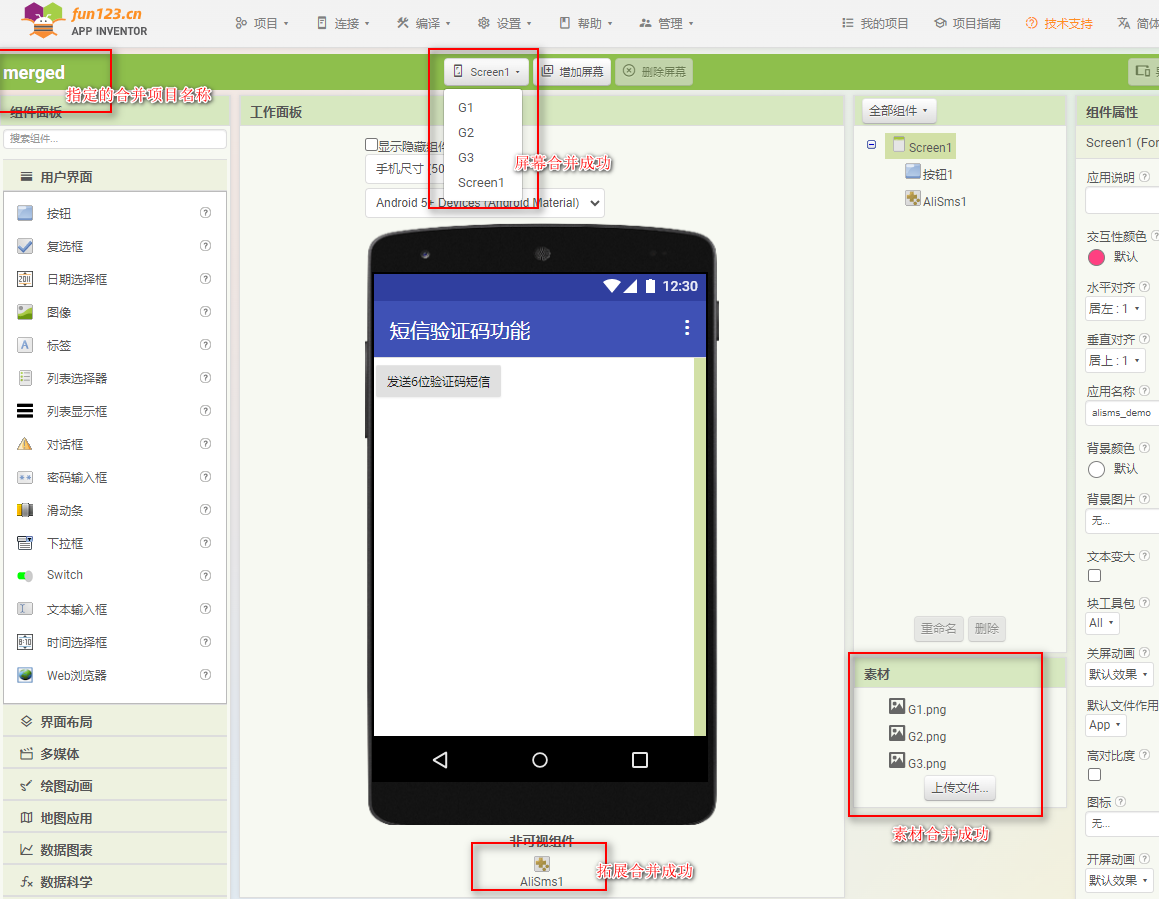 fun123.cn
APP INVENTOR
项目
连接
编译
设置
帮助
管理
我的项目
项目指南
技术支持
简体
merged
指定的合并项目名称
Screen1
增加屏幕
删除屏幕
G1
G2
G3
Screen1
屏幕合并成功
组件面板
搜索组件...
用户界面
按钮
复选框
日期选择框
图像
标签
列表选择器
列表显示框
对话框
密码输入框
滑动条
下拉框
Switch
文本输入框
时间选择框
Web浏览器
界面布局
多媒体
绘图动画
地图应用
数据图表
数据科学
工作面板
显示隐藏组件
手机尺寸 (50
Android 5+ Devices (Android Material)
12:30
短信验证码功能
发送6位验证码短信
非可视组件
AliSms1
拓展合并成功
全部组件
Screen1
按钮1
AliSms1
重命名
删除
素材
G1.png
G2.png
G3.png
上传文件...
素材合并成功
组件属性
Screen1 (For
应用说明
交互性颜色
默认
水平对齐
居左 : 1
垂直对齐
居上 : 1
应用名称
alisms_demo
背景颜色
默认
背景图片
无...
文本变大
块工具包
All
关屏动画
默认效果
默认文件作用
App
高对比度
图标
无...
开屏动画
默认效果